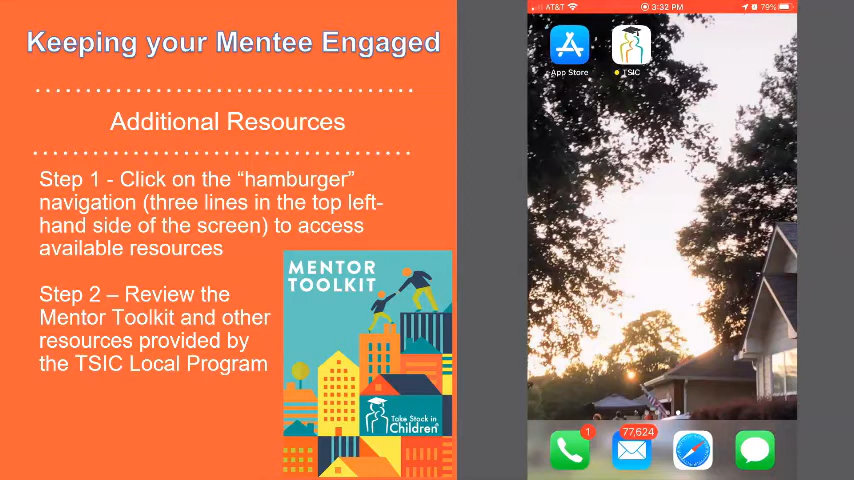 Keeping your Mentee Engaged
Additional Resources
Step 1 - Click on the “hamburger”
navigation (three lines in the top left-
hand side of the screen) to access
available resources
Step 2 – Review the
Mentor Toolkit and other
resources provided by
the TSIC Local Program
MENTOR
TOOLKIT
Take Stock in
Children
AT&T
3:32 PM
79%
App Store
TSIC
1
77,624